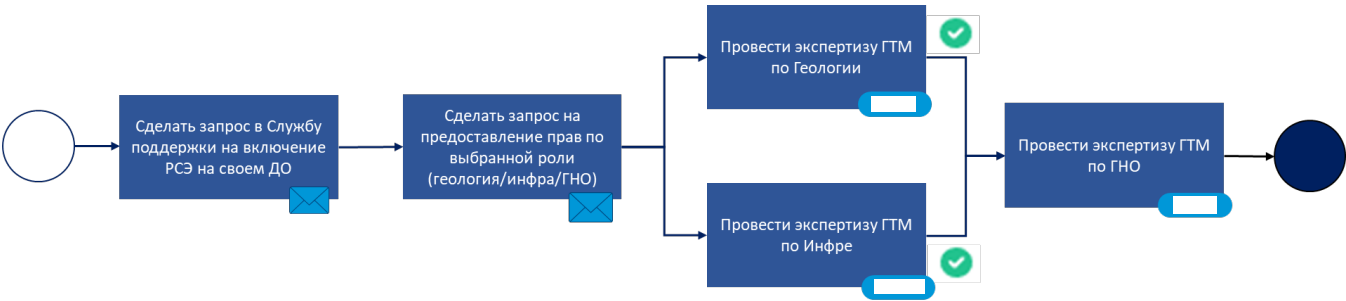 Сделать запрос в Службу
поддержки на включение
РСЭ на своем ДО
Сделать запрос на
предоставление прав по
выбранной роли
(геология/инфра/ГНО)
Провести экспертизу ГТМ
по Геологии
Провести экспертизу ГТМ
по Инфре
Провести экспертизу ГТМ
по ГНО